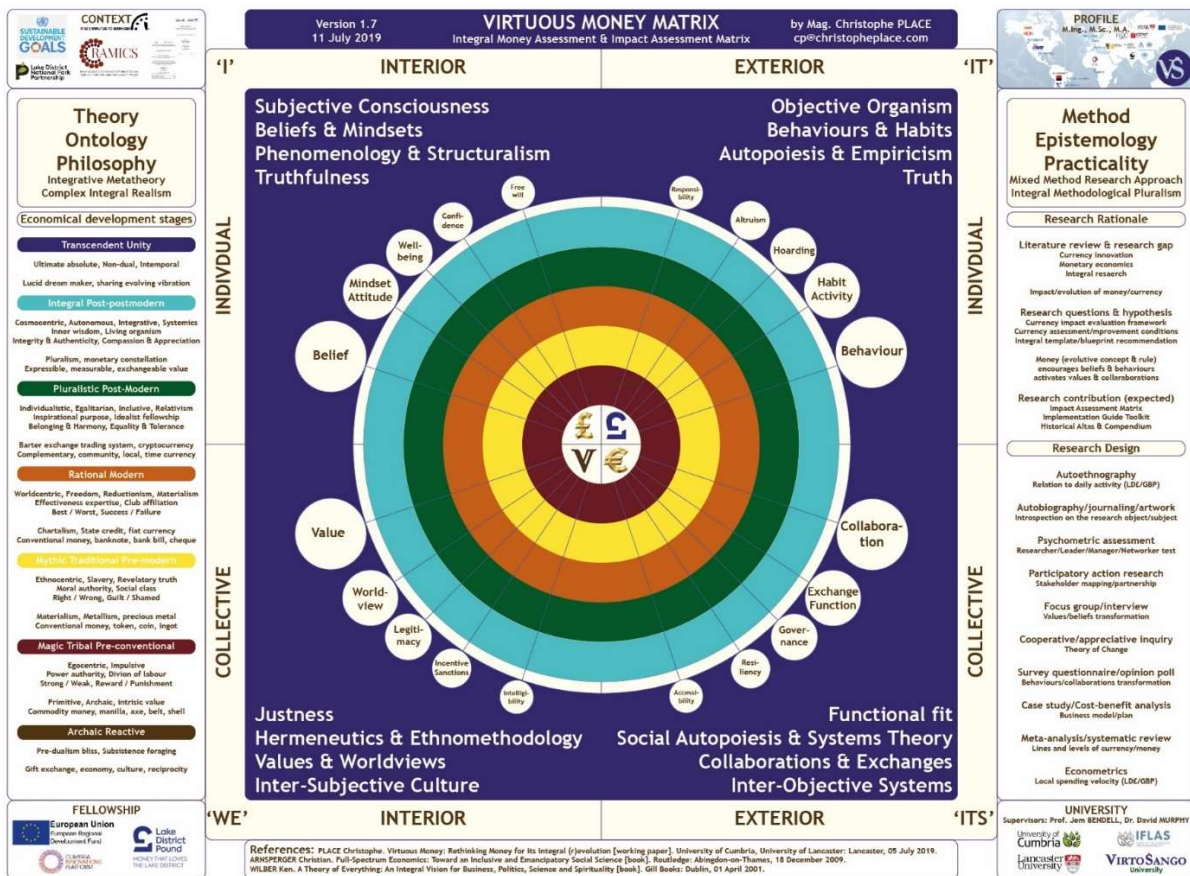 SUSTAINABLE
DEVELOPMENT
GOALS
CONTEXT
RAMICS
Lake District
National Park
Partnership
Version 1.7
11 July 2019
VIRTUOUS MONEY MATRIX
Integral Money Assessment & Impact Assessment Matrix
by Mag. Christophe PLACE
cp@christopheplace.com
PROFILE
M.Ing., M.Sc., M.A.
VS
'I'
INTERIOR
EXTERIOR
'IT'
Theory
Ontology
Philosophy
Integrative Metatheory
Complex Integral Realism
Economical development stages
Transcendent Unity
Ultimate absolute, Non-dual, Intemporal
Lucid dream maker, sharing evolving vibration
Integral Post-postmodern
Cosmocentric, Autonomous, Integrative, Systemics
Inner wisdom, Living organism
Integrity & Authenticity, Compassion & Appreciation
Pluralism, monetary constellation
Expressible, measurable, exchangeable value
Pluralistic Post-Modern
Individualistic, Egalitarian, Inclusive, Relativism
Inspirational purpose, Idealist fellowship
Belonging & Harmony, Equality & Tolerance
Barter exchange trading system, cryptocurrency
Complementary, community, local, time currency
Rational Modern
Worldcentric, Freedom, Reductionism, Materialism
Effectiveness expertise, Club affiliation
Best / Worst, Success / Failure
Chartalism, State credit, fiat currency
Conventional money, banknote, bank bill, cheque
Mythic Traditional Pre-modern
Ethnocentric, Slavery, Revelatory truth
Moral authority, Social class
Right / Wrong, Guilt / Shamed
Materialism, Metallism, precious metal
Conventional money, token, coin, ingot
Magic Tribal Pre-conventional
Egocentric, Impulsive
Power authority, Divion of labour
Strong / Weak, Reward / Punishment
Primitive, Archaic, Intrisic value
Commodity money, manilla, axe, belt, shell
Archaic Reactive
Pre-dualism bliss, Subsistence foraging
Gift exchange, economy, culture, reciprocity
INDIVDUAL
COLLECTIVE
Subjective Consciousness
Beliefs & Mindsets
Phenomenology & Structuralism
Truthfulness
Objective Organism
Behaviours & Habits
Autopoiesis & Empiricism
Truth
Free
will
Confi-
dence
Well-
being
Mindset
Attitude
Belief
Responsi-
bility
Altruism
Hoarding
Habit
Activity
Behaviour
£
V €
Value
World-
view
Legiti-
macy
Incentive
Sanctions
Intelligi-
bility
Collabora-
tion
Exchange
Function
Gover-
nance
Resi-
liency
Accessi-
bility
Justness
Hermeneutics & Ethnomethodology
Values & Worldviews
Inter-Subjective Culture
Functional fit
Social Autopoiesis & Systems Theory
Collaborations & Exchanges
Inter-Objective Systems
INDIVDUAL
COLLECTIVE
Method
Epistemology
Practicality
Mixed Method Research Approach
Integral Methodological Pluralism
Research Rationale
Literature review & research gap
Currency innovation
Monetary economics
Integral resaerch
Impact/evolution of money/currency
Research questions & hypothesis
Currency impact evaluation framework
Currency assessment/mprovement conditions
Integral template/blueprint recommendation
Money (evolutive concept & rule)
encourages beliefs & behaviours
activates values & collaroborations
Research contribution (expected)
Impact Assessment Matrix
Implementation Guide Toolkit
Historical Altas & Compendium
Research Design
Autoethnography
Relation to daily activity (LD£/GBP)
Autobiography/journaling/artwork
Introspection on the research object/subject
Psychometric assessment
Researcher/Leader/Manager/Networker test
Participatory action research
Stakeholder mapping/partnership
Focus group/interview
Values/beliefs transformation
Cooperative/appreciative inquiry
Theory of Change
Survey questionnaire/opinion poll
Behaviours/collaborations transformation
Case study/Cost-benefit analysis
Business model/plan
Meta-analysis/systematic review
Lines and levels of currency/money
Econometrics
Local spending velocity (LD£/GBP)
'WE'
INTERIOR
EXTERIOR
'ITS'
FELLOWSHIP
European Union
European Regional
Development Fund
CUMBRIA
INNOVATIONS
PLATFORM
Lake
District
Pound
MONEY THAT LOVES
THE LAKE DISTRICT
References: PLACE Christophe. Virtuous Money: Rethinking Money for its Integral (r)evolution [working paper]. University of Cumbria, University of Lancaster: Lancaster, 05 July 2019.
ARNSPERGER Christian. Full-Spectrum Economics: Toward an Inclusive and Emancipatory Social Science [book]. Routledge: Abingdon-on-Thames, 18 December 2009.
WILBER Ken. A Theory of Everything: An Integral Vision for Business, Politics, Science and Spirituality [book]. Gill Books: Dublin, 01 April 2001.
UNIVERSITY
Supervisors: Prof. Jem BENDELL, Dr. David MURPHY
University of
Cumbria
IFLAS
Lancaster
University
VIRTOSANGO
University